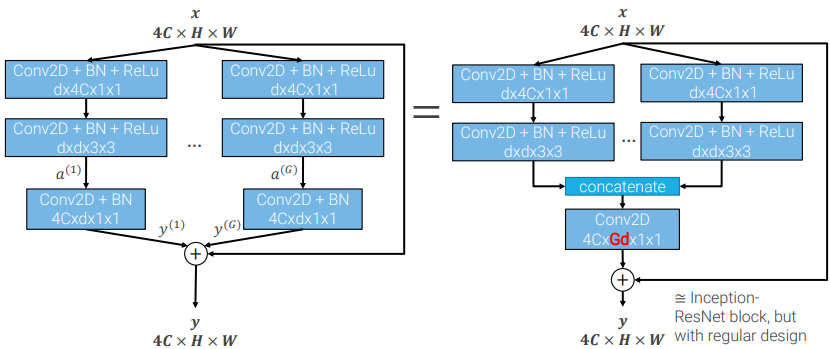 x
4C × H × W
Conv2D + BN + ReLu
dx4Cx1x1
Conv2D + BN + ReLu
dx4Cx1x1
Conv2D + BN + ReLu
dxdx3x3
...
Conv2D + BN + ReLu
dxdx3x3
a⁽¹⁾
a⁽ᴳ⁾
Conv2D + BN
4Cxdx1x1
Conv2D + BN
4Cxdx1x1
y⁽¹⁾
y⁽ᴳ⁾
+
y
4C × H × W
=
x
4C × H × W
Conv2D + BN + ReLu
dx4Cx1x1
Conv2D + BN + ReLu
dx4Cx1x1
Conv2D + BN + ReLu
dxdx3x3
...
Conv2D + BN + ReLu
dxdx3x3
concatenate
Conv2D
4CxGdx1x1
+
y
4C × H × W
≅ Inception-
ResNet block, but
with regular design